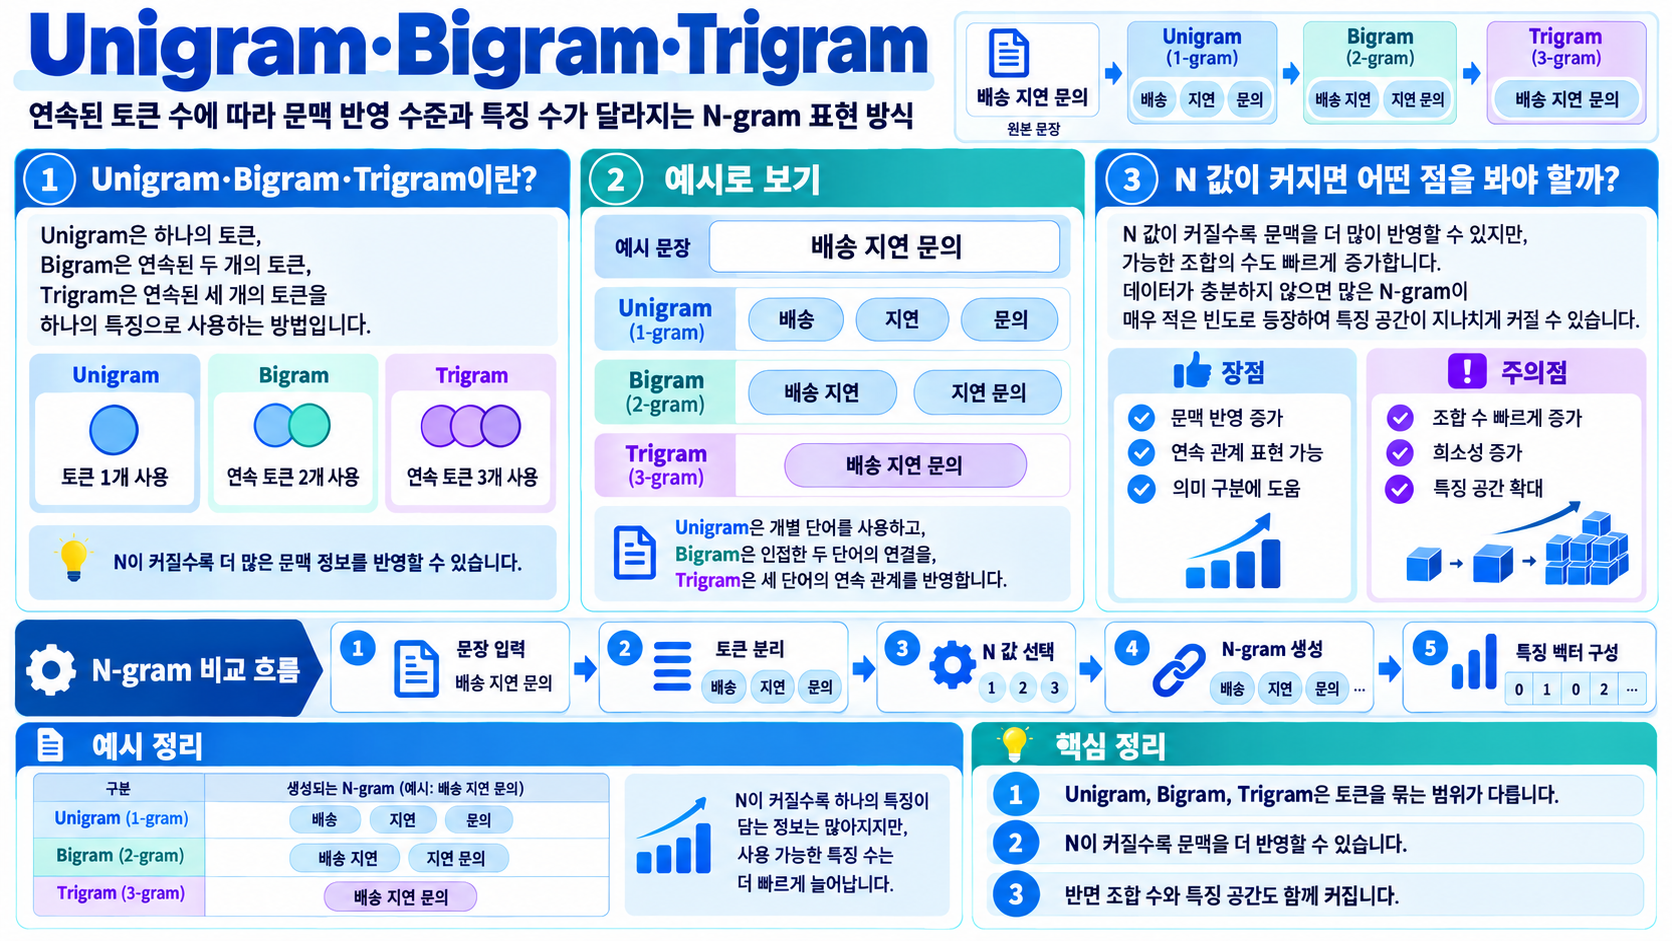 Unigram·Bigram·Trigram
연속된 토큰 수에 따라 문맥 반영 수준과 특징 수가 달라지는 N-gram 표현 방식
배송 지연 문의
원본 문장
Unigram
(1-gram)
배송 지연 문의
Bigram
(2-gram)
배송 지연 지연 문의
Trigram
(3-gram)
배송 지연 문의
1 Unigram·Bigram·Trigram이란?
Unigram은 하나의 토큰,
Bigram은 연속된 두 개의 토큰,
Trigram은 연속된 세 개의 토큰을
하나의 특징으로 사용하는 방법입니다.
Unigram
토큰 1개 사용
Bigram
연속 토큰 2개 사용
Trigram
연속 토큰 3개 사용
N이 커질수록 더 많은 문맥 정보를 반영할 수 있습니다.
2 예시로 보기
예시 문장 배송 지연 문의
Unigram
(1-gram)
배송 지연 문의
Bigram
(2-gram)
배송 지연 지연 문의
Trigram
(3-gram)
배송 지연 문의
Unigram은 개별 단어를 사용하고,
Bigram은 인접한 두 단어의 연결을,
Trigram은 세 단어의 연속 관계를 반영합니다.
3 N 값이 커지면 어떤 점을 봐야 할까?
N 값이 커질수록 문맥을 더 많이 반영할 수 있지만,
가능한 조합의 수도 빠르게 증가합니다.
데이터가 충분하지 않으면 많은 N-gram이
매우 적은 빈도로 등장하여 특징 공간이 지나치게 커질 수 있습니다.
장점
문맥 반영 증가
연속 관계 표현 가능
의미 구분에 도움
주의점
조합 수 빠르게 증가
희소성 증가
특징 공간 확대
N-gram 비교 흐름
1 문장 입력
배송 지연 문의
2 토큰 분리
배송 지연 문의
3 N 값 선택
1 2 3
4 N-gram 생성
배송 지연 문의 ...
5 특징 벡터 구성
0 1 0 2 ...
예시 정리
구분 생성되는 N-gram (예시: 배송 지연 문의)
Unigram (1-gram) 배송 지연 문의
Bigram (2-gram) 배송 지연 지연 문의
Trigram (3-gram) 배송 지연 문의
N이 커질수록 하나의 특징이
담는 정보는 많아지지만,
사용 가능한 특징 수는
더 빠르게 늘어납니다.
핵심 정리
1 Unigram, Bigram, Trigram은 토큰을 묶는 범위가 다릅니다.
2 N이 커질수록 문맥을 더 반영할 수 있습니다.
3 반면 조합 수와 특징 공간도 함께 커집니다.